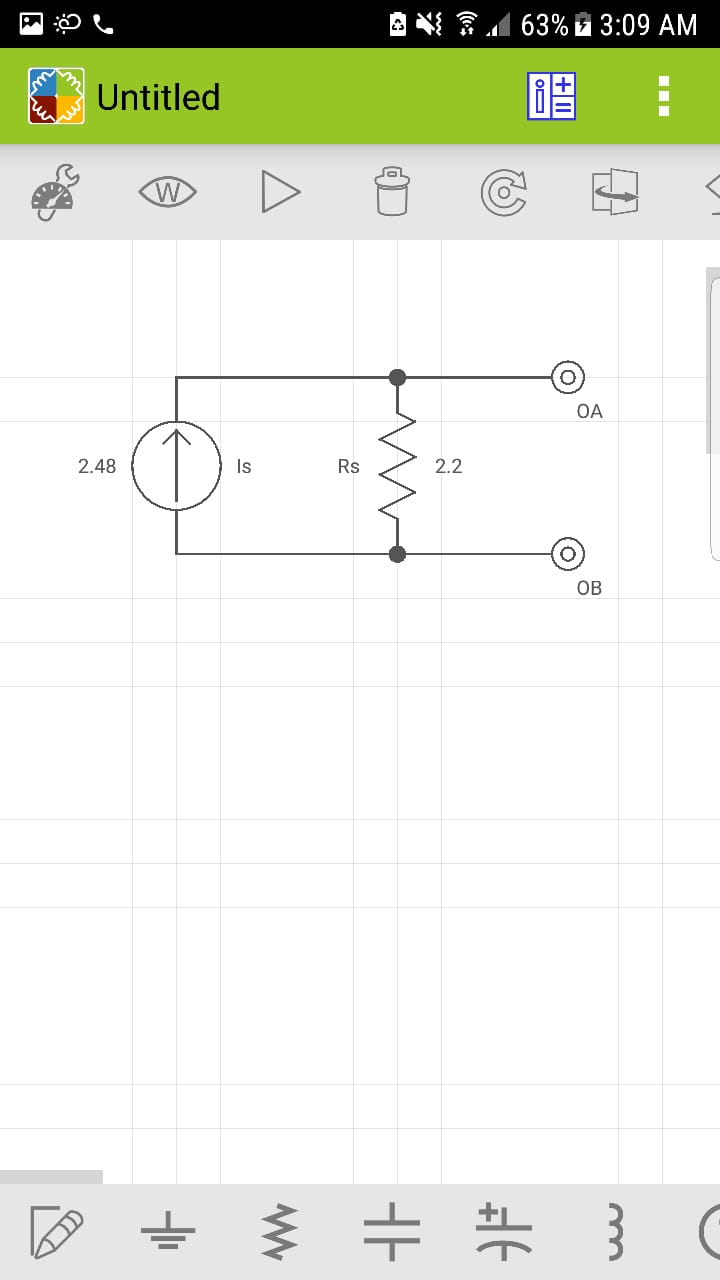 63% 3:09 AM
Untitled
W
OA
2.48 Is Rs 2.2
OB